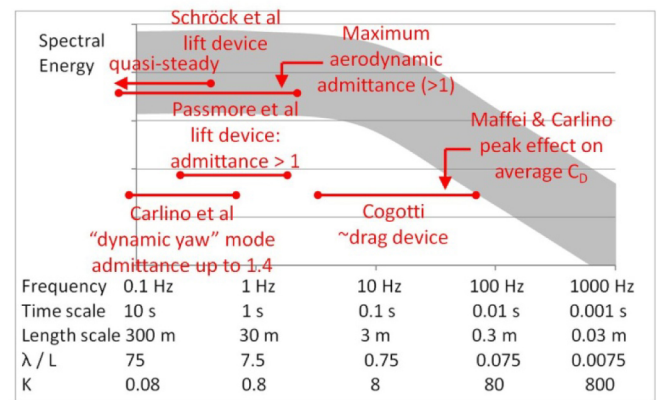 Spectral
Energy
Schröck et al
lift device
quasi-steady
Maximum
aerodynamic
admittance (>1)
Passmore et al
lift device:
admittance > 1
Maffei & Carlino
peak effect on
average CD
Carlino et al
“dynamic yaw” mode
admittance up to 1.4
Cogotti
~drag device
Frequency 0.1 Hz 1 Hz 10 Hz 100 Hz 1000 Hz
Time scale 10 s 1 s 0.1 s 0.01 s 0.001 s
Length scale 300 m 30 m 3 m 0.3 m 0.03 m
λ / L 75 7.5 0.75 0.075 0.0075
K 0.08 0.8 8 80 800